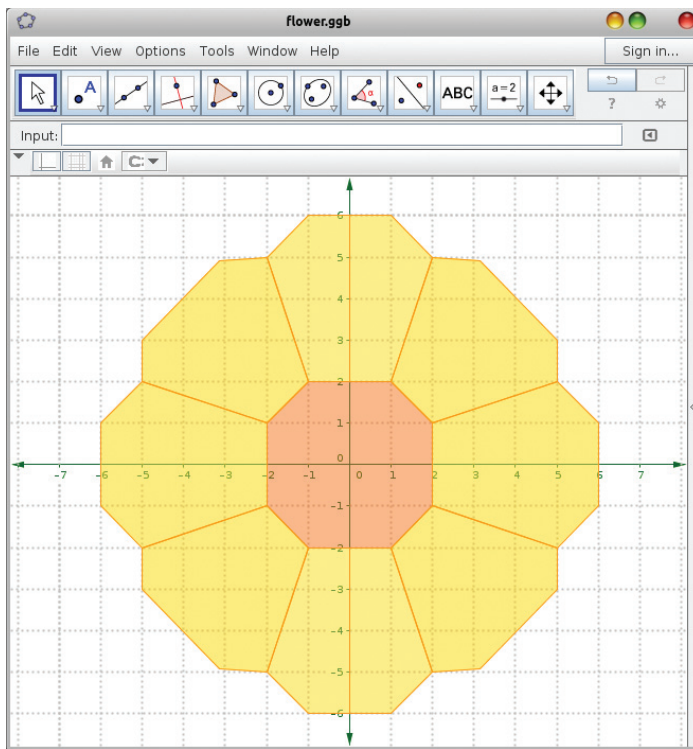 flower.ggb
File Edit View Options Tools Window Help
Sign in...
A
α
ABC
a=2
?
Input:
C:
6
5
4
3
2
1
0
-7 -6 -5 -4 -3 -2 -1 0 1 2 3 4 5 6 7
-1
-2
-3
-4
-5
-6